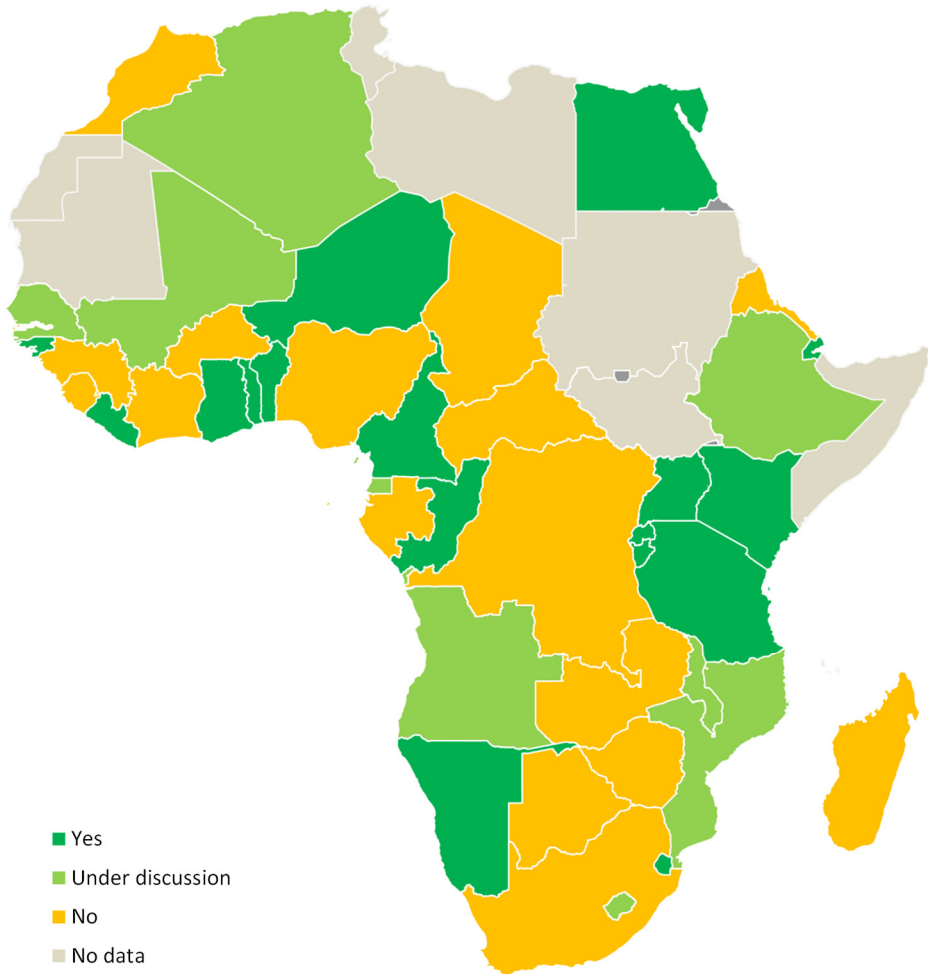 Yes
Under discussion
No
No data